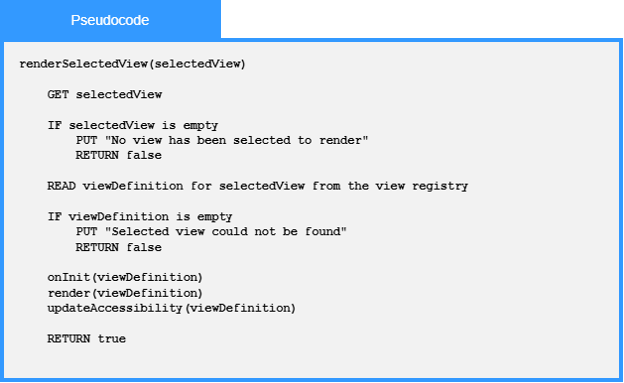 Pseudocode
renderSelectedView(selectedView)
GET selectedView
IF selectedView is empty
PUT "No view has been selected to render"
RETURN false
READ viewDefinition for selectedView from the view registry
IF viewDefinition is empty
PUT "Selected view could not be found"
RETURN false
onInit(viewDefinition)
render(viewDefinition)
updateAccessibility(viewDefinition)
RETURN true